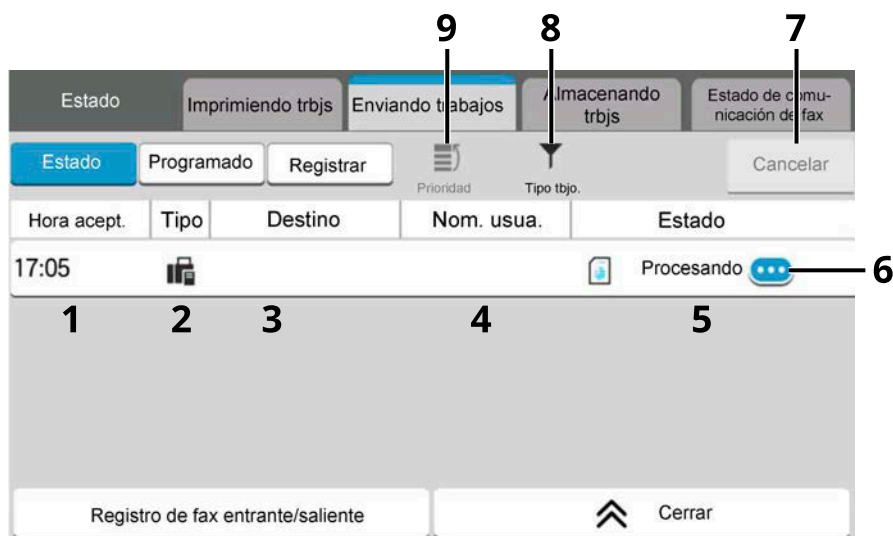 9 8 7
Estado Imprimiendo trbjs Enviando trabajos Almacenando trbjs Estado de comu-nicación de fax
Estado Programado Registrar Prioridad Tipo tbjo. Cancelar
Hora acept. Tipo Destino Nom. usua. Estado
17:05 Procesando 6
1 2 3 4 5
Registro de fax entrante/saliente Cerrar